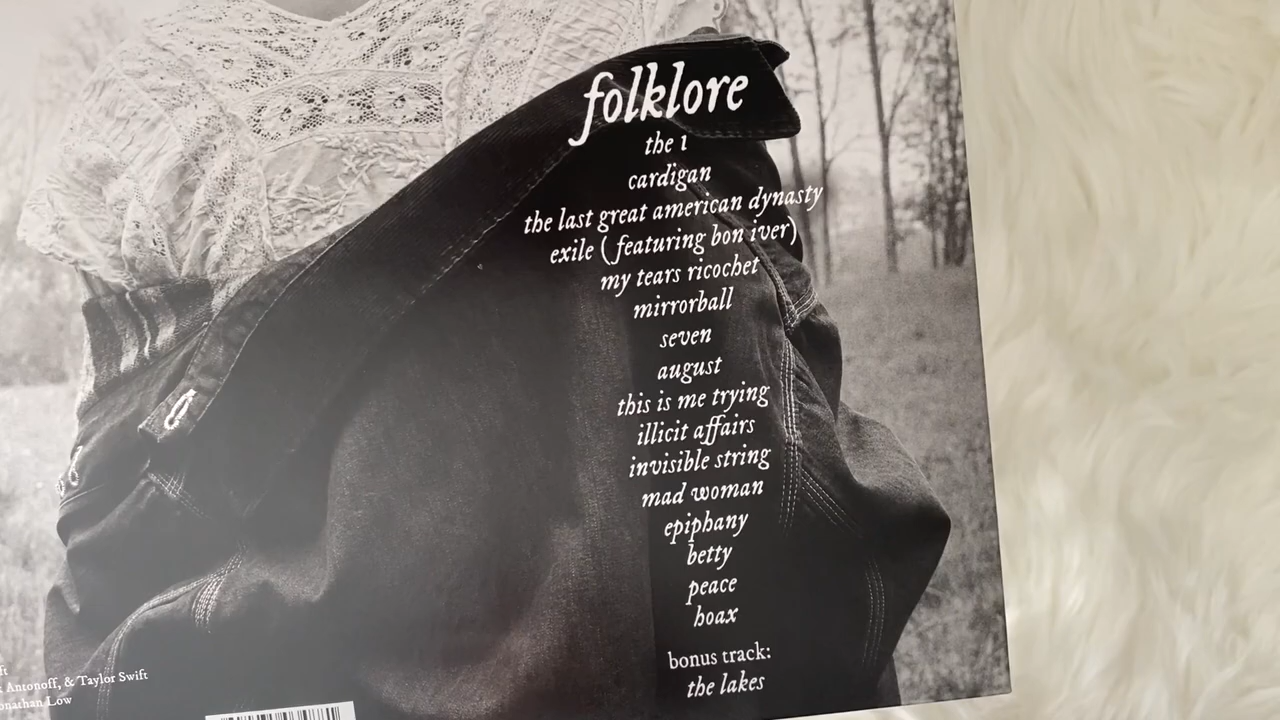 folklore
the 1
cardigan
the last great american dynasty
exile (featuring bon iver)
my tears ricochet
mirrorball
seven
august
this is me trying
illicit affairs
invisible string
mad woman
epiphany
betty
peace
hoax
bonus track:
the lakes
Antonoff, & Taylor Swift
Low